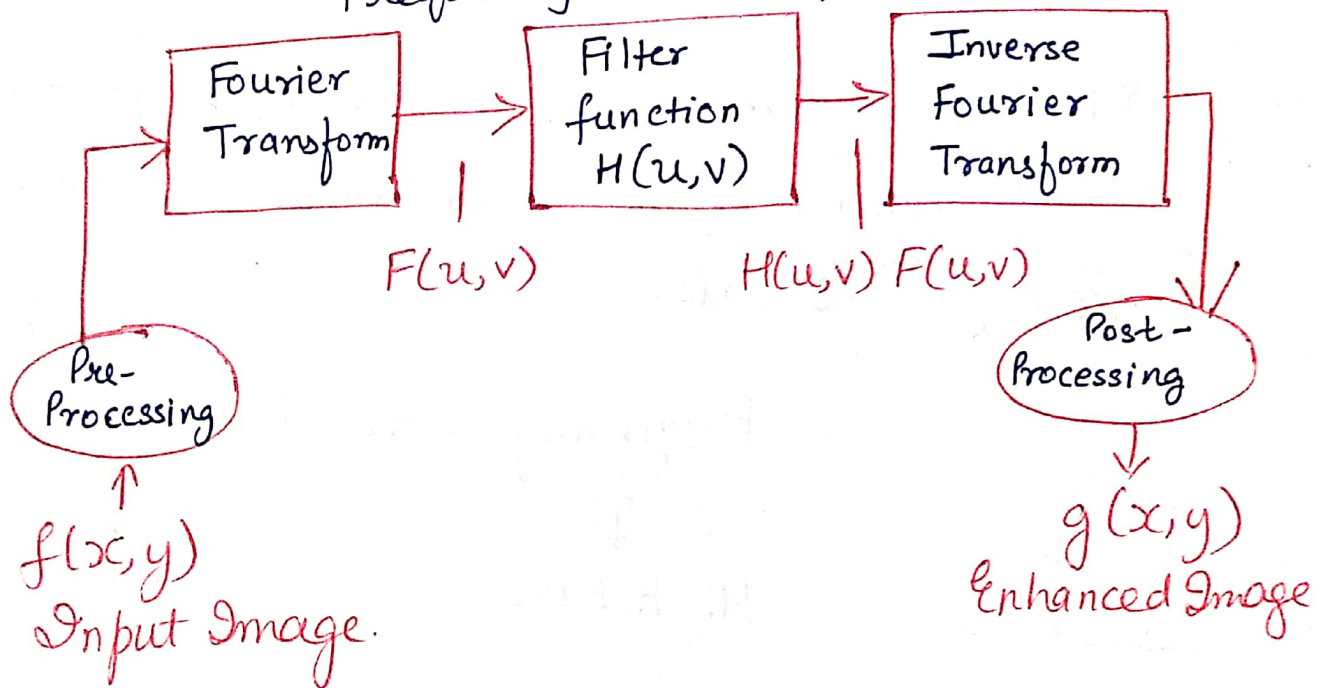 Fourier
Transform
Filter
function
H(u,v)
Inverse
Fourier
Transform
F(u,v)
H(u,v) F(u,v)
Pre-
Processing
Post-
Processing
f(x,y)
Input Image.
g(x,y)
Enhanced Image